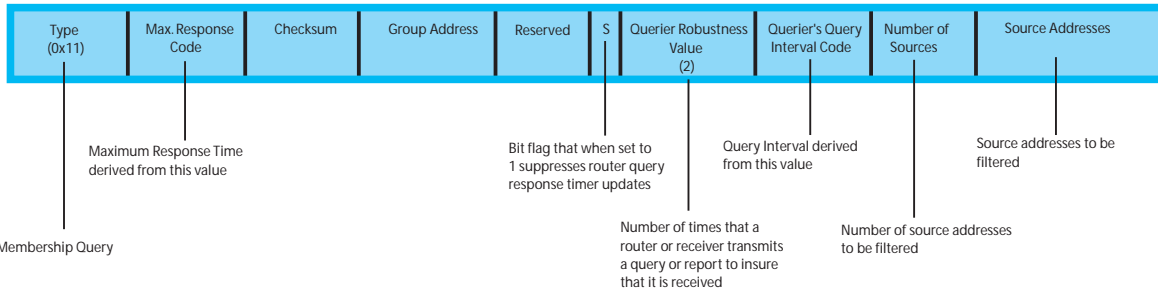 Type
(0x11)
Max. Response
Code
Checksum
Group Address
Reserved
S
Querier Robustness
Value
(2)
Querier's Query
Interval Code
Number of
Sources
Source Addresses
Maximum Response Time
derived from this value
Bit flag that when set to
1 suppresses router query
response timer updates
Query Interval derived
from this value
Source addresses to be
filtered
Membership Query
Number of times that a
router or receiver transmits
a query or report to insure
that it is received
Number of source addresses
to be filtered